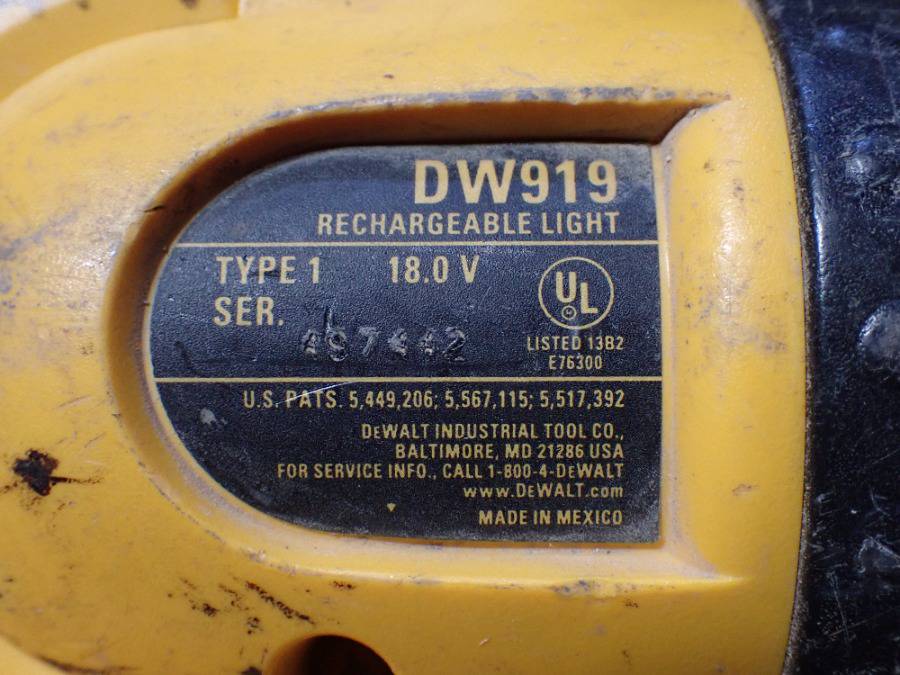 DW919
RECHARGEABLE LIGHT
TYPE 1 18.0 V
SER.
UL
LISTED 13B2
E76300
U.S. PATS. 5,449,206; 5,567,115; 5,517,392
DEWALT INDUSTRIAL TOOL CO.,
BALTIMORE, MD 21286 USA
FOR SERVICE INFO., CALL 1-800-4-DEWALT
www.DEWALT.com
MADE IN MEXICO